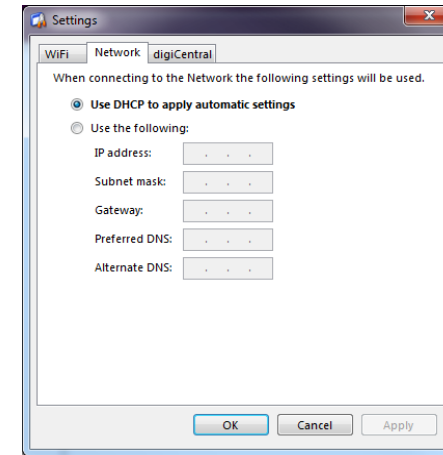 Settings
WiFi Network digiCentral
When connecting to the Network the following settings will be used.
Use DHCP to apply automatic settings
Use the following:
IP address: . . .
Subnet mask: . . .
Gateway: . . .
Preferred DNS: . . .
Alternate DNS: . . .
OK Cancel Apply